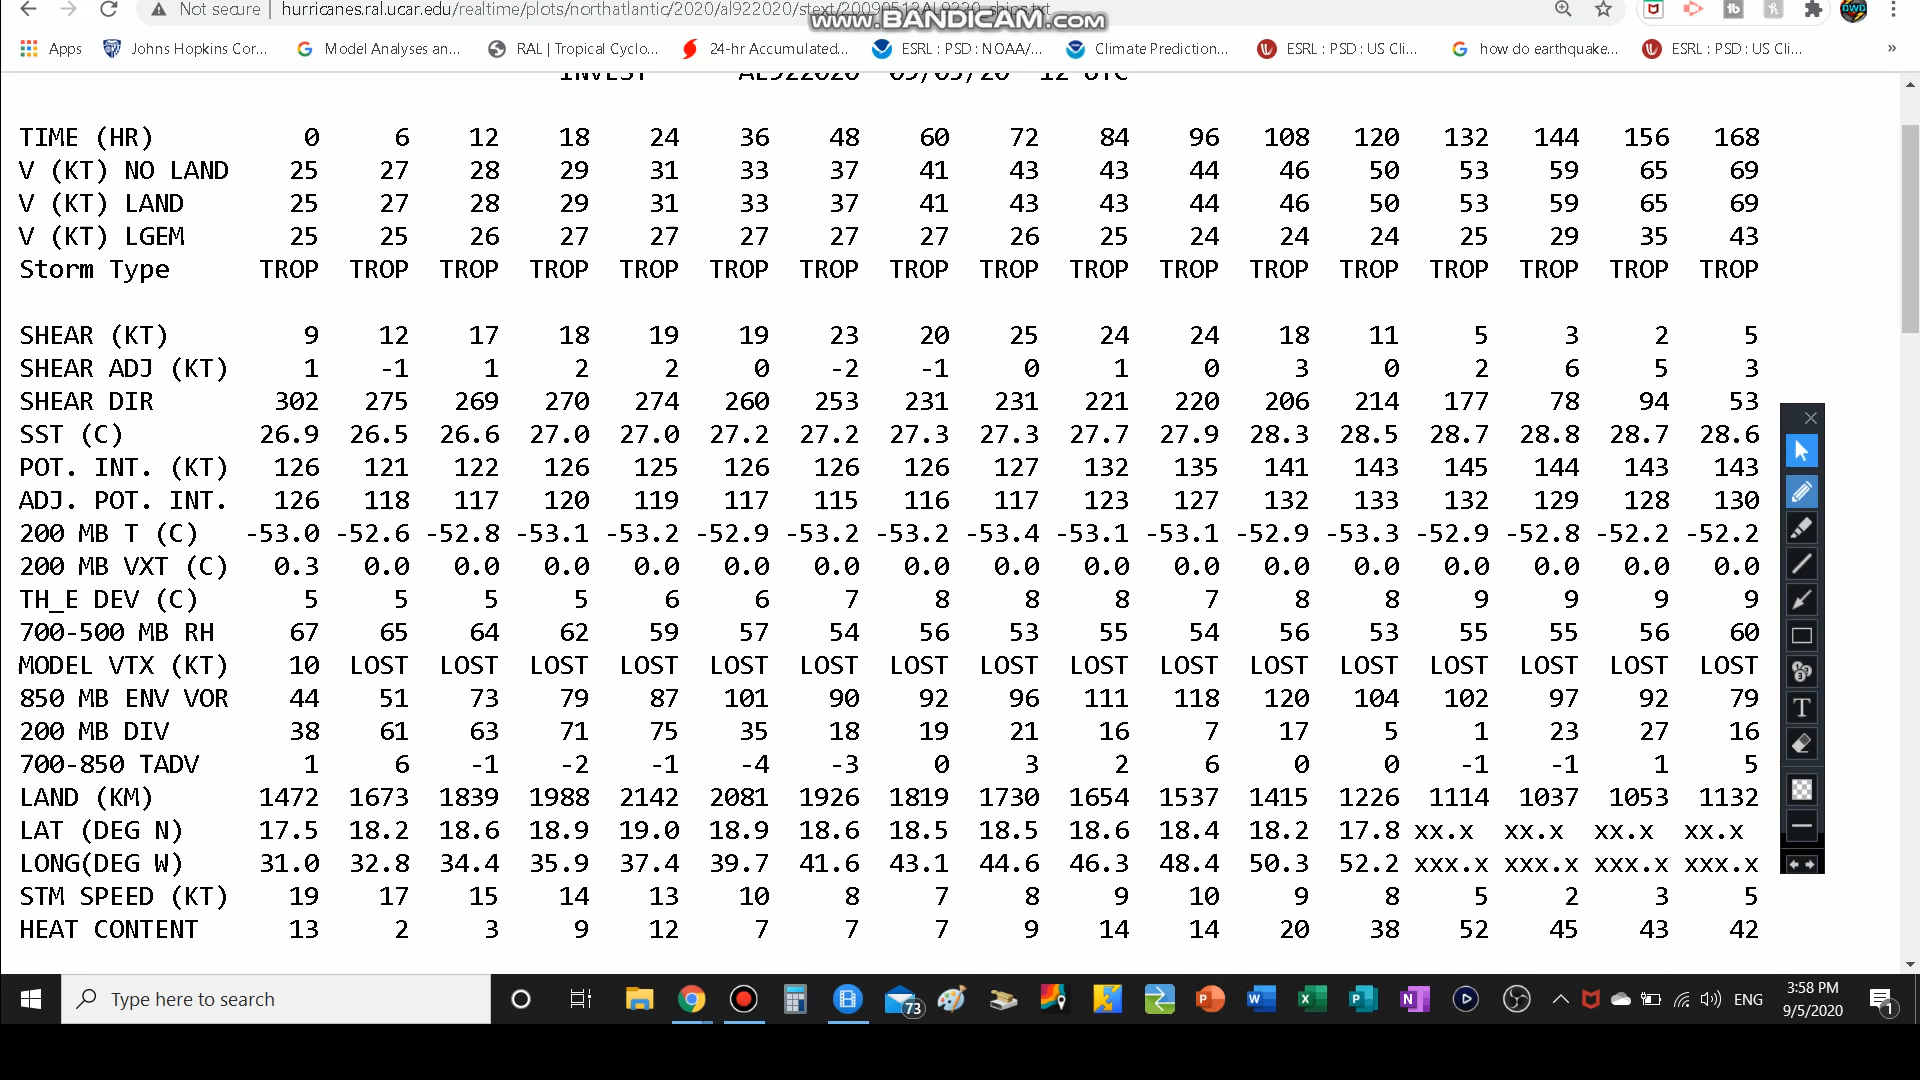 Not secure | hurricanes.ral.ucar.edu/realtime/plots/northatlantic/2020/al922020/stext/20090512AL9220_ships.txt
www.BANDICAM.com
Apps Johns Hopkins Cor... Model Analyses an... RAL | Tropical Cyclo... 24-hr Accumulated... ESRL : PSD : NOAA/... Climate Prediction... ESRL : PSD : US Cli... how do earthquake... ESRL : PSD : US Cli... »
INVEST AL922020 09/05/20 12 UTC
TIME (HR) 0 6 12 18 24 36 48 60 72 84 96 108 120 132 144 156 168
V (KT) NO LAND 25 27 28 29 31 33 37 41 43 43 44 46 50 53 59 65 69
V (KT) LAND 25 27 28 29 31 33 37 41 43 43 44 46 50 53 59 65 69
V (KT) LGEM 25 25 26 27 27 27 27 27 26 25 24 24 24 25 29 35 43
Storm Type TROP TROP TROP TROP TROP TROP TROP TROP TROP TROP TROP TROP TROP TROP TROP TROP TROP
SHEAR (KT) 9 12 17 18 19 19 23 20 25 24 24 18 11 5 3 2 5
SHEAR ADJ (KT) 1 -1 1 2 2 0 -2 -1 0 1 0 3 0 2 6 5 3
SHEAR DIR 302 275 269 270 274 260 253 231 231 221 220 206 214 177 78 94 53
SST (C) 26.9 26.5 26.6 27.0 27.0 27.2 27.2 27.3 27.3 27.7 27.9 28.3 28.5 28.7 28.8 28.7 28.6
POT. INT. (KT) 126 121 122 126 125 126 126 126 127 132 135 141 143 145 144 143 143
ADJ. POT. INT. 126 118 117 120 119 117 115 116 117 123 127 132 133 132 129 128 130
200 MB T (C) -53.0 -52.6 -52.8 -53.1 -53.2 -52.9 -53.2 -53.2 -53.4 -53.1 -53.1 -52.9 -53.3 -52.9 -52.8 -52.2 -52.2
200 MB VXT (C) 0.3 0.0 0.0 0.0 0.0 0.0 0.0 0.0 0.0 0.0 0.0 0.0 0.0 0.0 0.0 0.0 0.0
TH_E DEV (C) 5 5 5 5 6 6 7 8 8 8 7 8 8 9 9 9 9
700-500 MB RH 67 65 64 62 59 57 54 56 53 55 54 56 53 55 55 56 60
MODEL VTX (KT) 10 LOST LOST LOST LOST LOST LOST LOST LOST LOST LOST LOST LOST LOST LOST LOST LOST
850 MB ENV VOR 44 51 73 79 87 101 90 92 96 111 118 120 104 102 97 92 79
200 MB DIV 38 61 63 71 75 35 18 19 21 16 7 17 5 1 23 27 16
700-850 TADV 1 6 -1 -2 -1 -4 -3 0 3 2 6 0 0 -1 -1 1 5
LAND (KM) 1472 1673 1839 1988 2142 2081 1926 1819 1730 1654 1537 1415 1226 1114 1037 1053 1132
LAT (DEG N) 17.5 18.2 18.6 18.9 19.0 18.9 18.6 18.5 18.5 18.6 18.4 18.2 17.8 xx.x xx.x xx.x xx.x
LONG(DEG W) 31.0 32.8 34.4 35.9 37.4 39.7 41.6 43.1 44.6 46.3 48.4 50.3 52.2 xxx.x xxx.x xxx.x xxx.x
STM SPEED (KT) 19 17 15 14 13 10 8 7 8 9 10 9 8 5 2 3 5
HEAT CONTENT 13 2 3 9 12 7 7 7 9 14 14 20 38 52 45 43 42
Type here to search 73 ENG 3:58 PM
9/5/2020 1